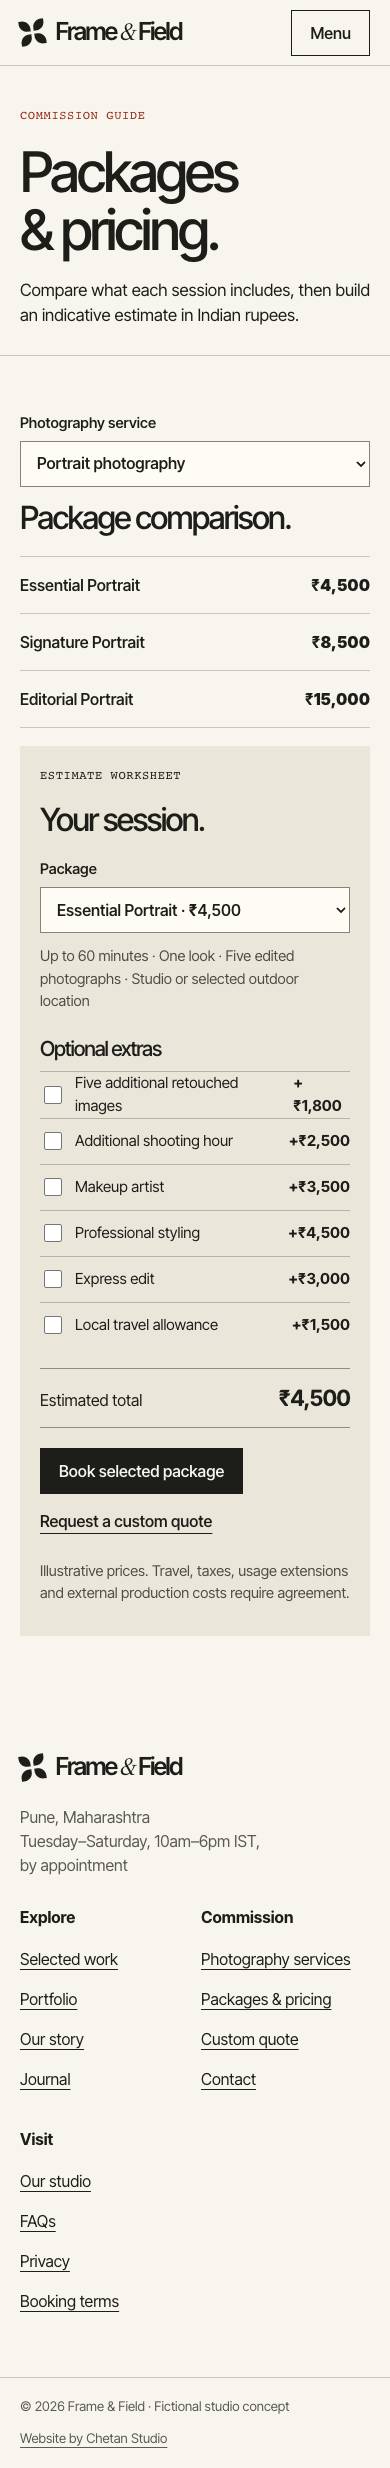 Frame & Field
Menu
COMMISSION GUIDE
Packages
& pricing.
Compare what each session includes, then build
an indicative estimate in Indian rupees.
Photography service
Portrait photography
Package comparison.
Essential Portrait ₹4,500
Signature Portrait ₹8,500
Editorial Portrait ₹15,000
ESTIMATE WORKSHEET
Your session.
Package
Essential Portrait · ₹4,500
Up to 60 minutes · One look · Five edited
photographs · Studio or selected outdoor
location
Optional extras
Five additional retouched +
images ₹1,800
Additional shooting hour +₹2,500
Makeup artist +₹3,500
Professional styling +₹4,500
Express edit +₹3,000
Local travel allowance +₹1,500
Estimated total ₹4,500
Book selected package
Request a custom quote
Illustrative prices. Travel, taxes, usage extensions
and external production costs require agreement.
Frame & Field
Pune, Maharashtra
Tuesday–Saturday, 10am–6pm IST,
by appointment
Explore
Selected work
Portfolio
Our story
Journal
Commission
Photography services
Packages & pricing
Custom quote
Contact
Visit
Our studio
FAQs
Privacy
Booking terms
© 2026 Frame & Field · Fictional studio concept
Website by Chetan Studio